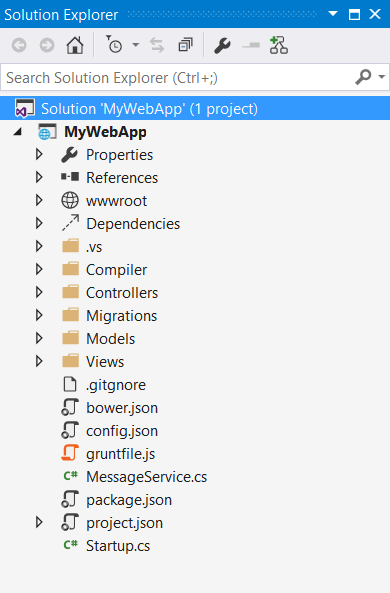 Solution Explorer
Search Solution Explorer (Ctrl+;)
Solution 'MyWebApp' (1 project)
MyWebApp
Properties
References
wwwroot
Dependencies
.vs
Compiler
Controllers
Migrations
Models
Views
.gitgnore
bower.json
config.json
gruntfile.js
C# MessageService.cs
package.json
project.json
C# Startup.cs